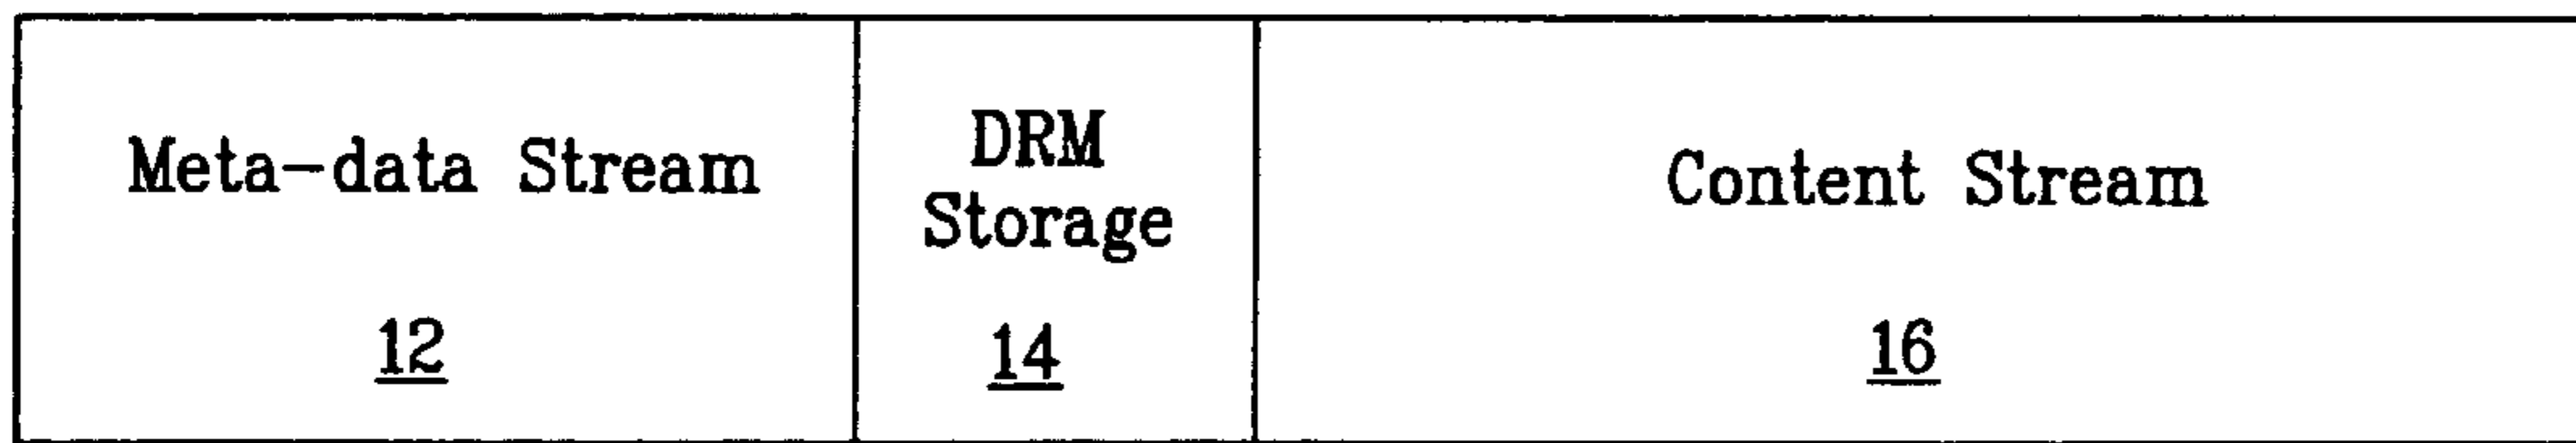 Meta-data Stream
12
DRM
Storage
14
Content Stream
16